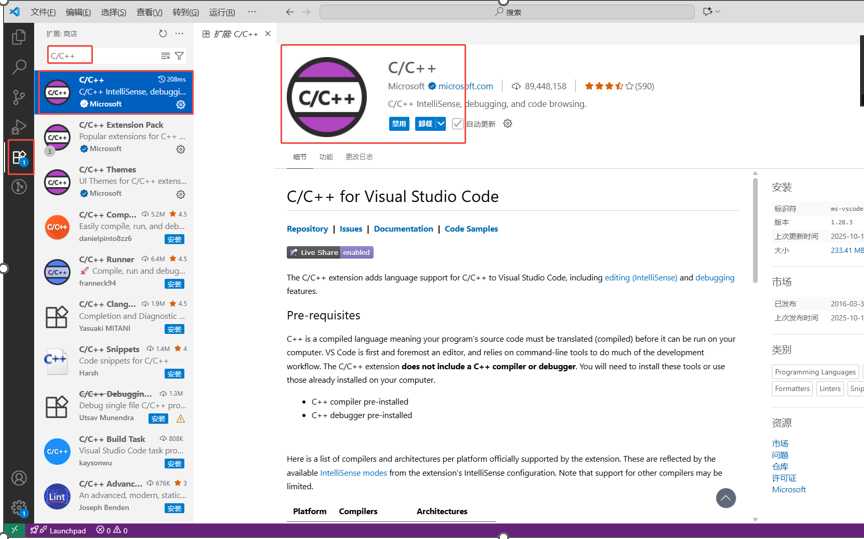 文件(F) 编辑(E) 选择(S) 查看(V) 转到(G) 运行(R) ··· 搜索
扩展: 商店
C/C++
C/C++ 208ms
C/C++ IntelliSense, debuggi...
Microsoft
C/C++ Extension Pack
Popular extensions for C++ ...
Microsoft
3
C/C++ Themes
UI Themes for C/C++ exten...
Microsoft
C/C++ Comp... 5.2M 4.5
Easily compile, run, and deb...
danielpinto8zz6 安装
C/C++ Runner 6.4M 4.5
Compile, run and debug...
franneck94 安装
C/C++ Clang... 1.9M 4.5
Completion and Diagnostic ...
Yasuaki MITANI 安装
C/C++ Snippets 1.4M 4
Code snippets for C/C++
Harsh 安装
C/C++ Debuggin... 1.3M
Debug single file C/C++ pro...
Utsav Munendra 安装
C/C++ Build Task 808K
Visual Studio Code task pro...
kaysonwu 安装
C/C++ Advanc... 676K 3
An advanced, modern, static...
Joseph Benden 安装
Lint
1
1
扩展: C/C++
C/C++
C/C++
Microsoft microsoft.com 89,448,158 (590)
C/C++ IntelliSense, debugging, and code browsing.
禁用 卸载 自动更新
细节 功能 更改日志
C/C++ for Visual Studio Code
Repository | Issues | Documentation | Code Samples
Live Share enabled
The C/C++ extension adds language support for C/C++ to Visual Studio Code, including editing (IntelliSense) and debugging
features.
Pre-requisites
C++ is a compiled language meaning your program's source code must be translated (compiled) before it can be run on your
computer. VS Code is first and foremost an editor, and relies on command-line tools to do much of the development
workflow. The C/C++ extension does not include a C++ compiler or debugger. You will need to install these tools or use
those already installed on your computer.
• C++ compiler pre-installed
• C++ debugger pre-installed
Here is a list of compilers and architectures per platform officially supported by the extension. These are reflected by the
available IntelliSense modes from the extension's IntelliSense configuration. Note that support for other compilers may be
limited.
Platform Compilers Architectures
安装
标识符 ms-vscode
版本 1.28.3
上次更新时间 2025-10-1
大小 233.41 MB
市场
已发布 2016-03-3
上次发布时间 2025-10-1
类别
Programming Languages
Formatters Linters Snip
资源
市场
问题
仓库
许可证
Microsoft
Launchpad 0 0